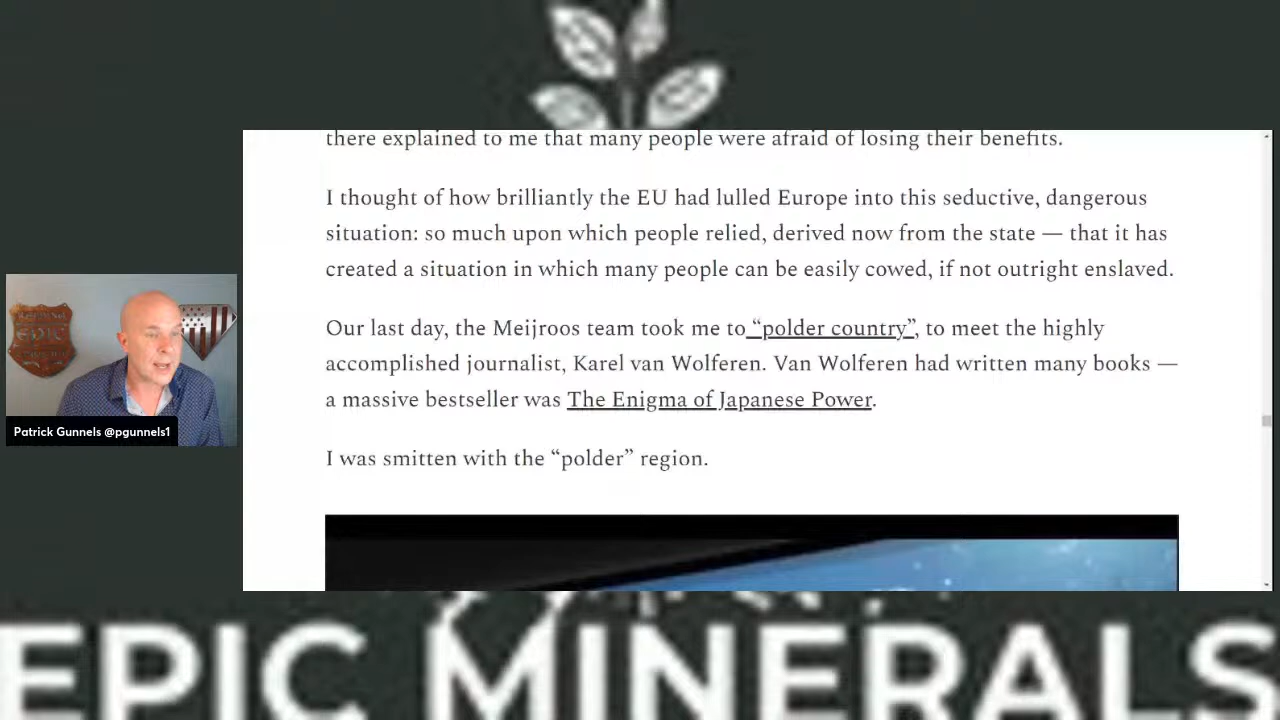 there explained to me that many people were afraid of losing their benefits.
I thought of how brilliantly the EU had lulled Europe into this seductive, dangerous
situation: so much upon which people relied, derived now from the state — that it has
created a situation in which many people can be easily cowed, if not outright enslaved.
Our last day, the Meijroos team took me to “polder country”, to meet the highly
accomplished journalist, Karel van Wolferen. Van Wolferen had written many books —
a massive bestseller was The Enigma of Japanese Power.
I was smitten with the “polder” region.
EPIC
Patrick Gunnels @pgunnels1
EPIC MINERALS